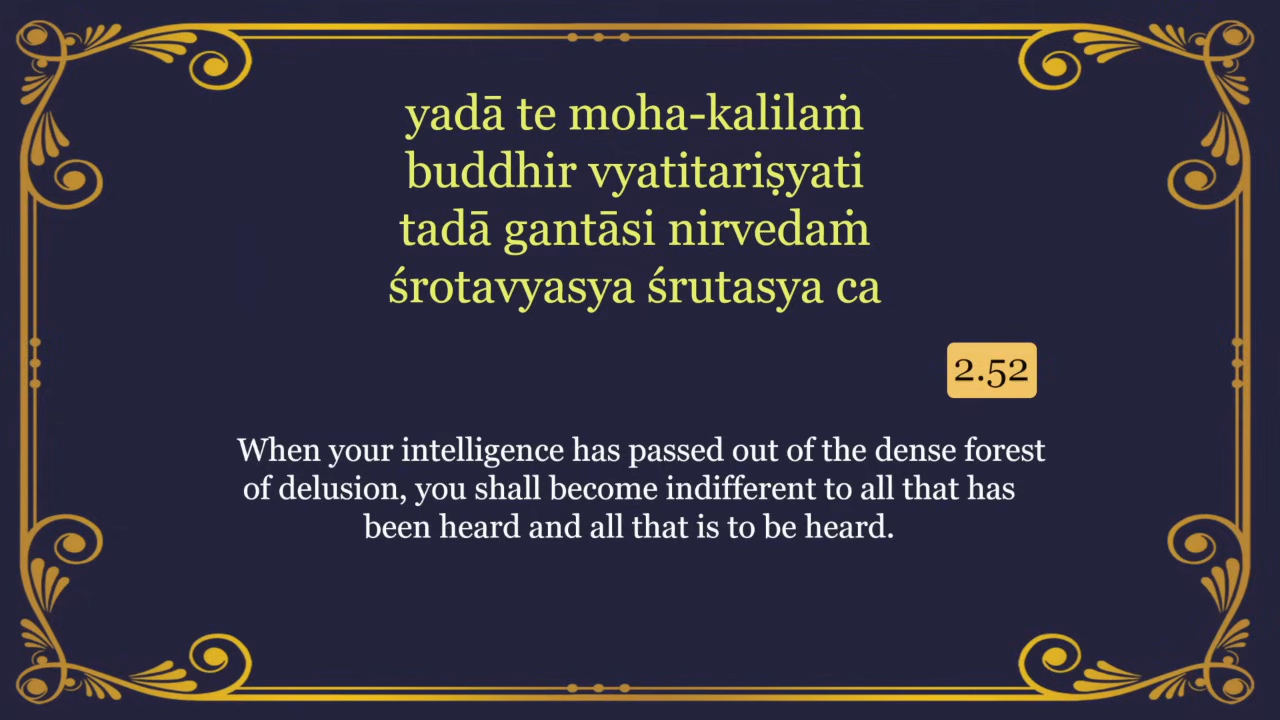 yadā te moha-kalilaṁ
buddhir vyatitariṣyati
tadā gantāsi nirvedaṁ
śrotavyasya śrutasya ca
2.52
When your intelligence has passed out of the dense forest
of delusion, you shall become indifferent to all that has
been heard and all that is to be heard.